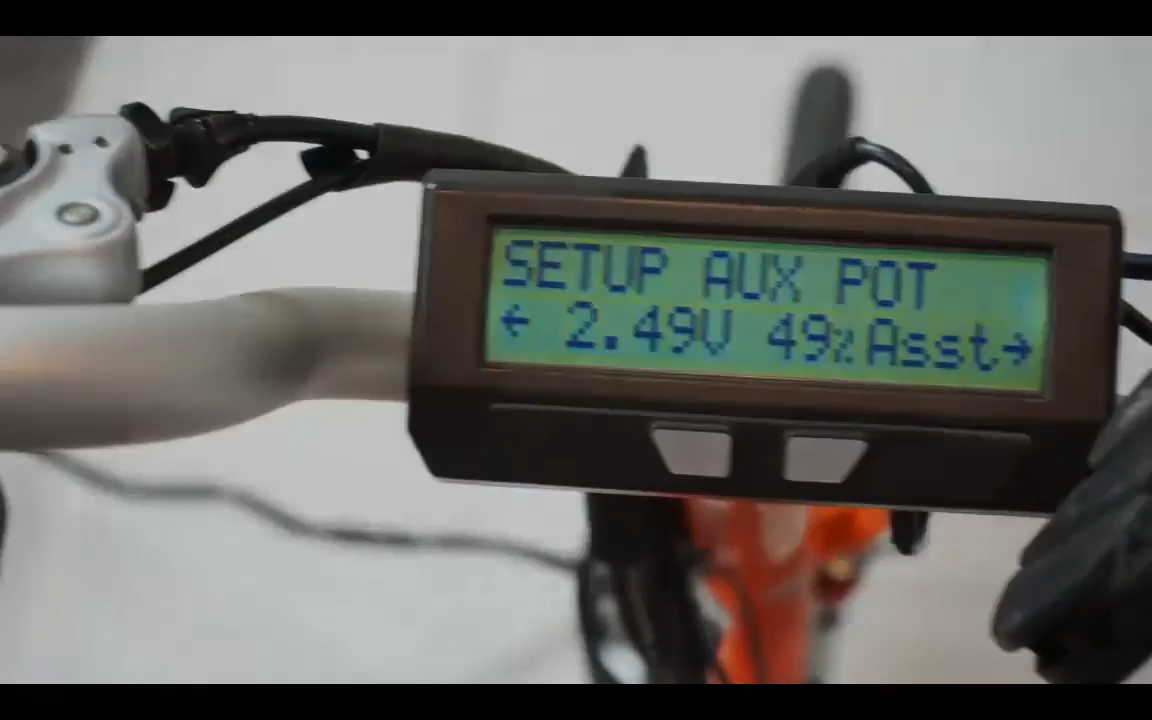 SETUP AUX POT
← 2.49V 49% Asst→